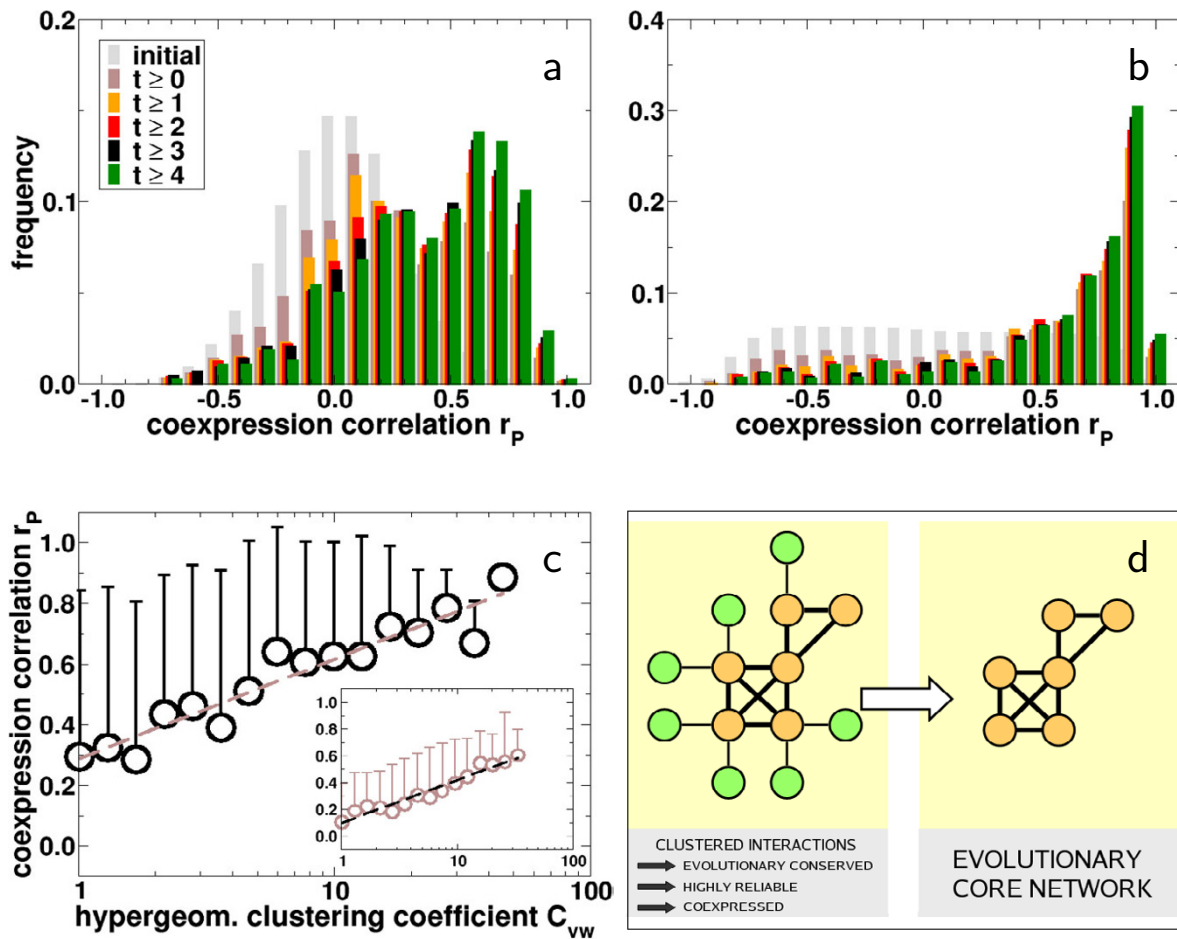 a
0.2
0.1
0.0
frequency
initial
t ≥ 0
t ≥ 1
t ≥ 2
t ≥ 3
t ≥ 4
-1.0 -0.5 0.0 0.5 1.0
coexpression correlation rP
b
0.4
0.3
0.2
0.1
0.0
-1.0 -0.5 0.0 0.5 1.0
coexpression correlation rP
c
coexpression correlation rP
1.0
0.8
0.6
0.4
0.2
0.0
1.0
0.8
0.6
0.4
0.2
0.0
1 10 100
1 10 100
hypergeom. clustering coefficient Cvw
d
CLUSTERED INTERACTIONS
EVOLUTIONARY CONSERVED
HIGHLY RELIABLE
COEXPRESSED
EVOLUTIONARY
CORE NETWORK